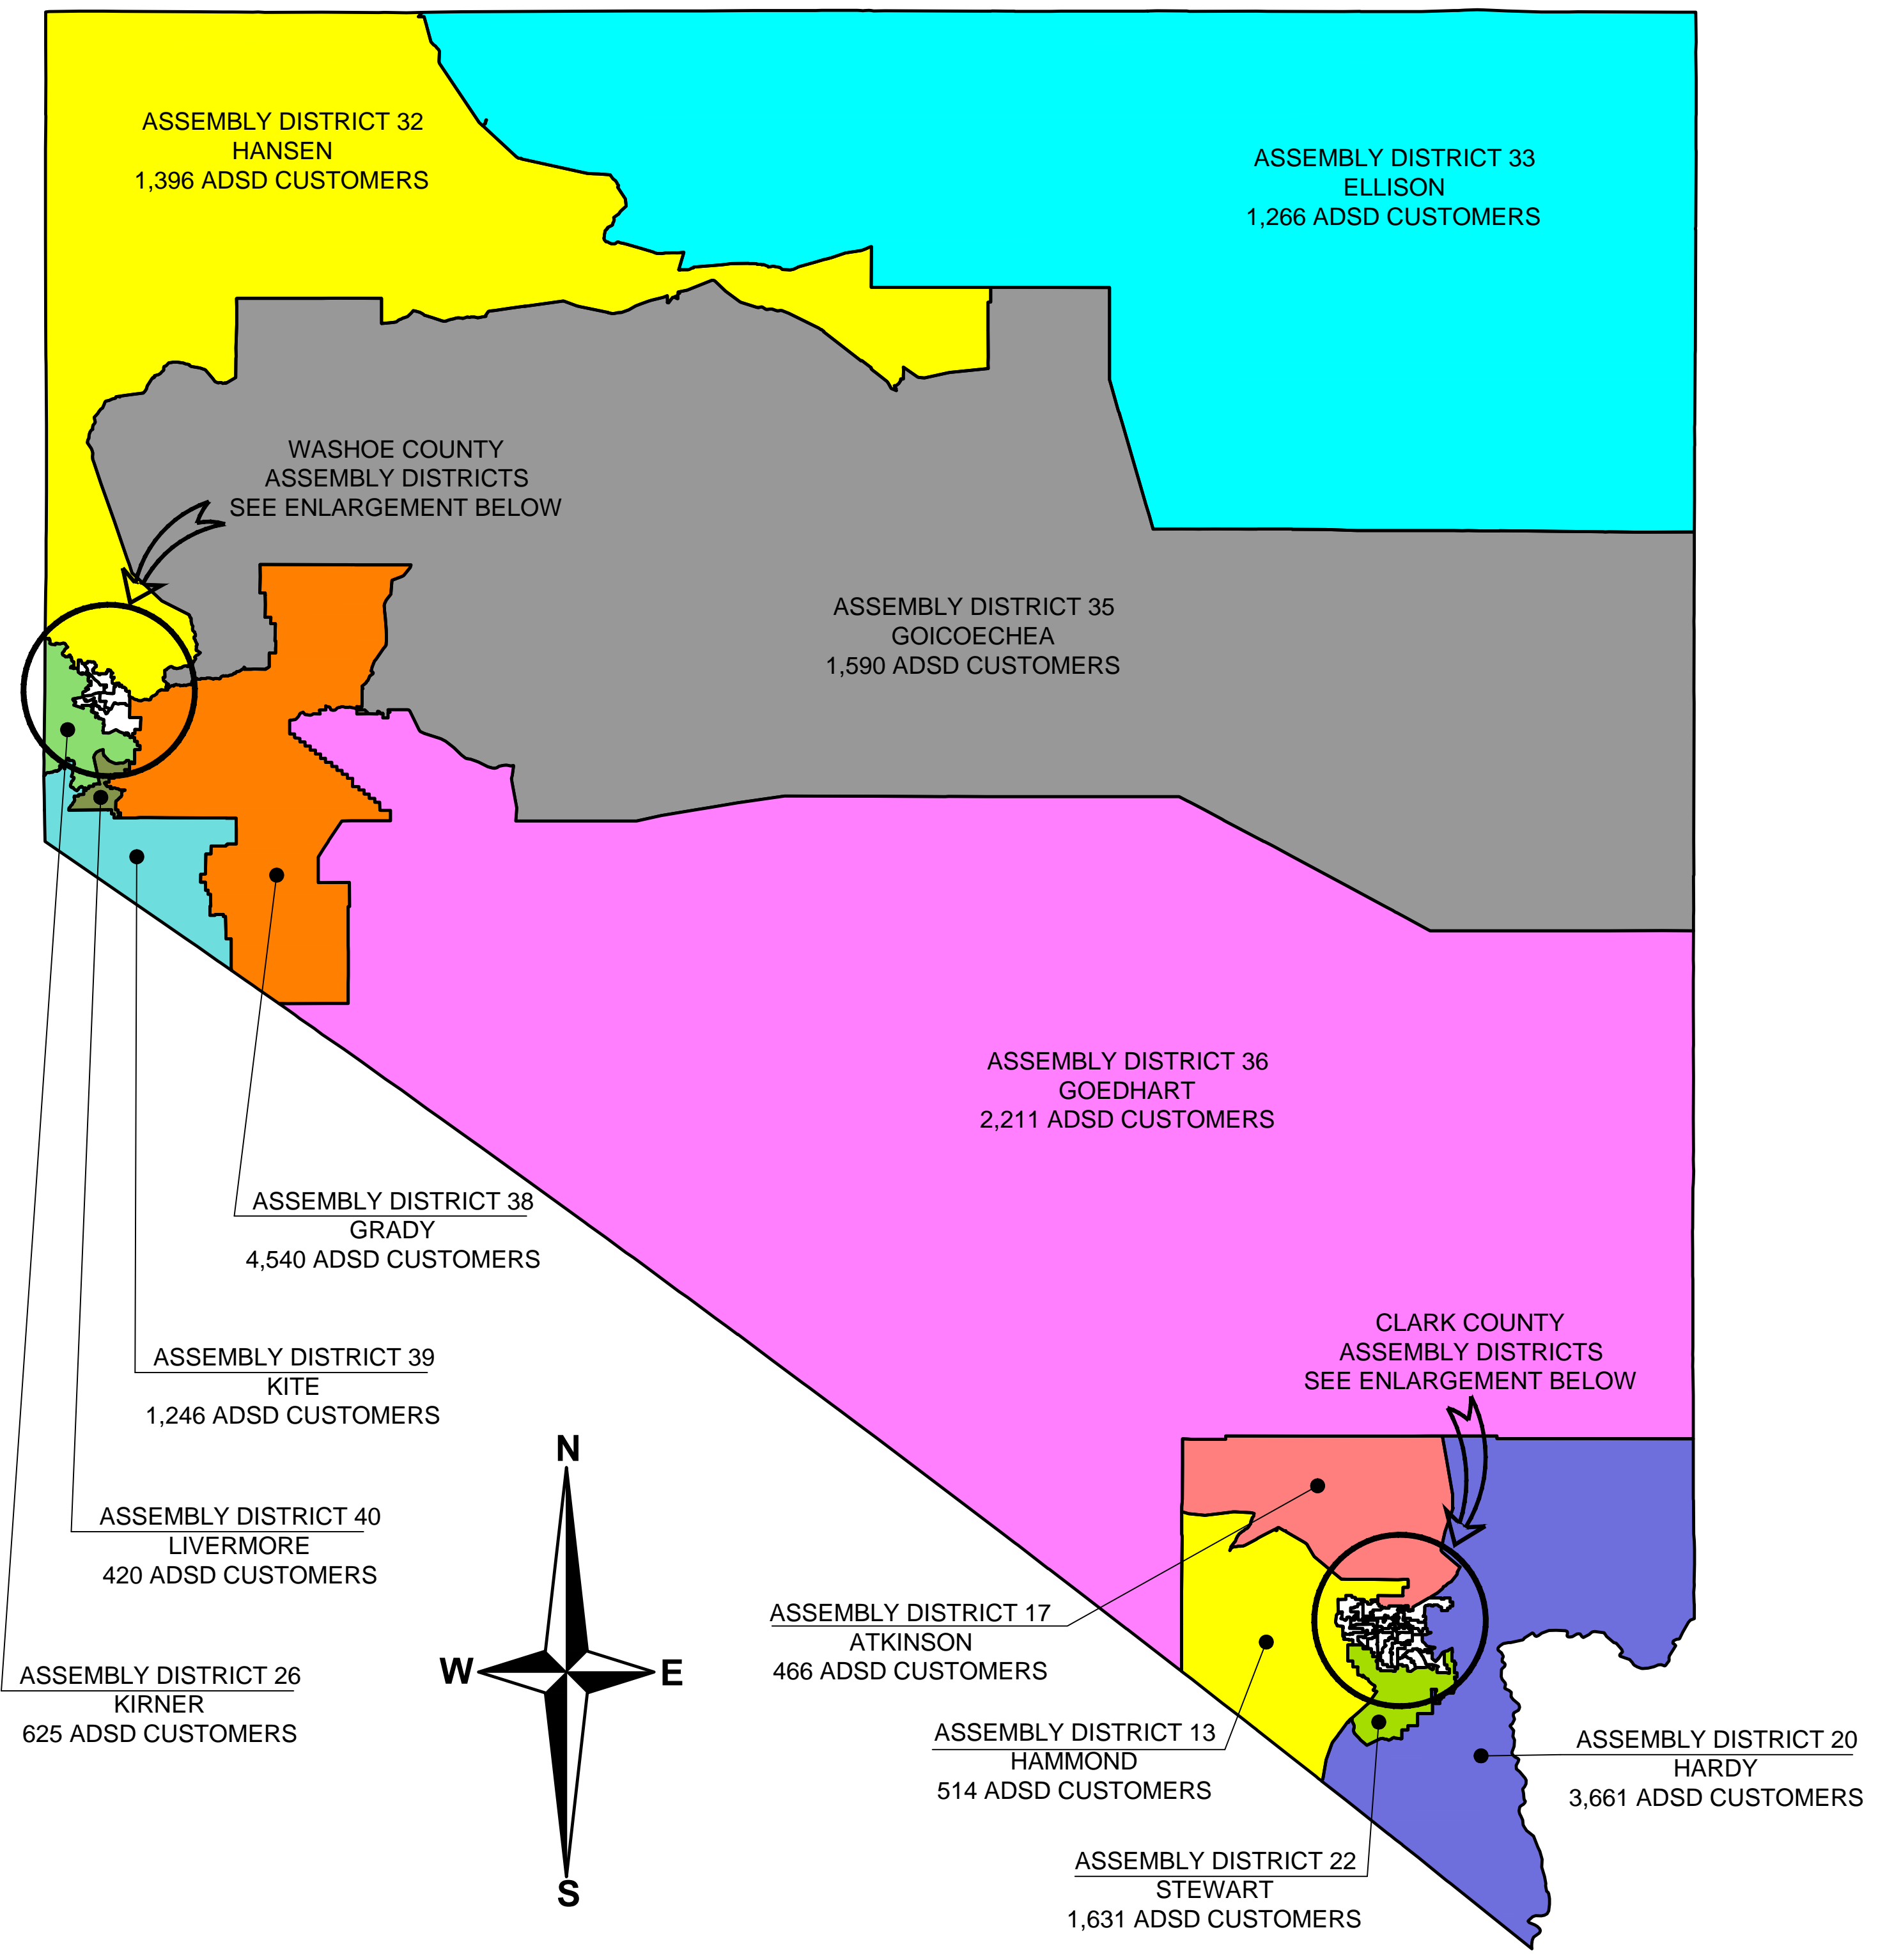 ASSEMBLY DISTRICT 32
HANSEN
1,396 ADSD CUSTOMERS
ASSEMBLY DISTRICT 33
ELLISON
1,266 ADSD CUSTOMERS
WASHOE COUNTY
ASSEMBLY DISTRICTS
SEE ENLARGEMENT BELOW
ASSEMBLY DISTRICT 35
GOICOECHEA
1,590 ADSD CUSTOMERS
ASSEMBLY DISTRICT 36
GOEDHART
2,211 ADSD CUSTOMERS
ASSEMBLY DISTRICT 38
GRADY
4,540 ADSD CUSTOMERS
CLARK COUNTY
ASSEMBLY DISTRICTS
SEE ENLARGEMENT BELOW
ASSEMBLY DISTRICT 39
KITE
1,246 ADSD CUSTOMERS
ASSEMBLY DISTRICT 40
LIVERMORE
420 ADSD CUSTOMERS
ASSEMBLY DISTRICT 26
KIRNER
625 ADSD CUSTOMERS
N
W
E
S
ASSEMBLY DISTRICT 17
ATKINSON
466 ADSD CUSTOMERS
ASSEMBLY DISTRICT 13
HAMMOND
514 ADSD CUSTOMERS
ASSEMBLY DISTRICT 20
HARDY
3,661 ADSD CUSTOMERS
ASSEMBLY DISTRICT 22
STEWART
1,631 ADSD CUSTOMERS